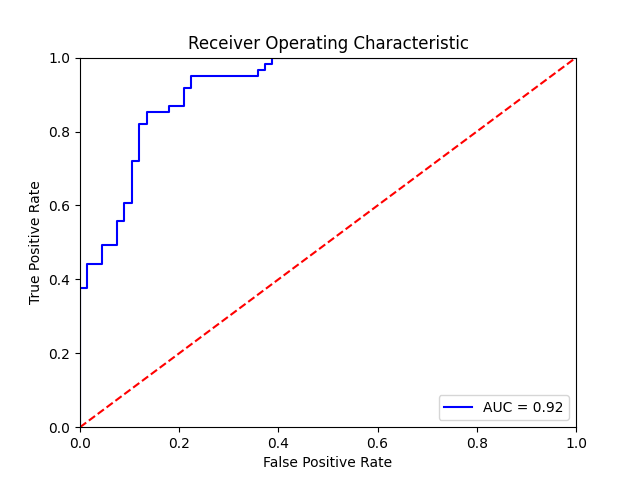 Receiver Operating Characteristic
1.0
0.8
0.6
0.4
0.2
0.0
True Positive Rate
AUC = 0.92
0.0 0.2 0.4 0.6 0.8 1.0
False Positive Rate